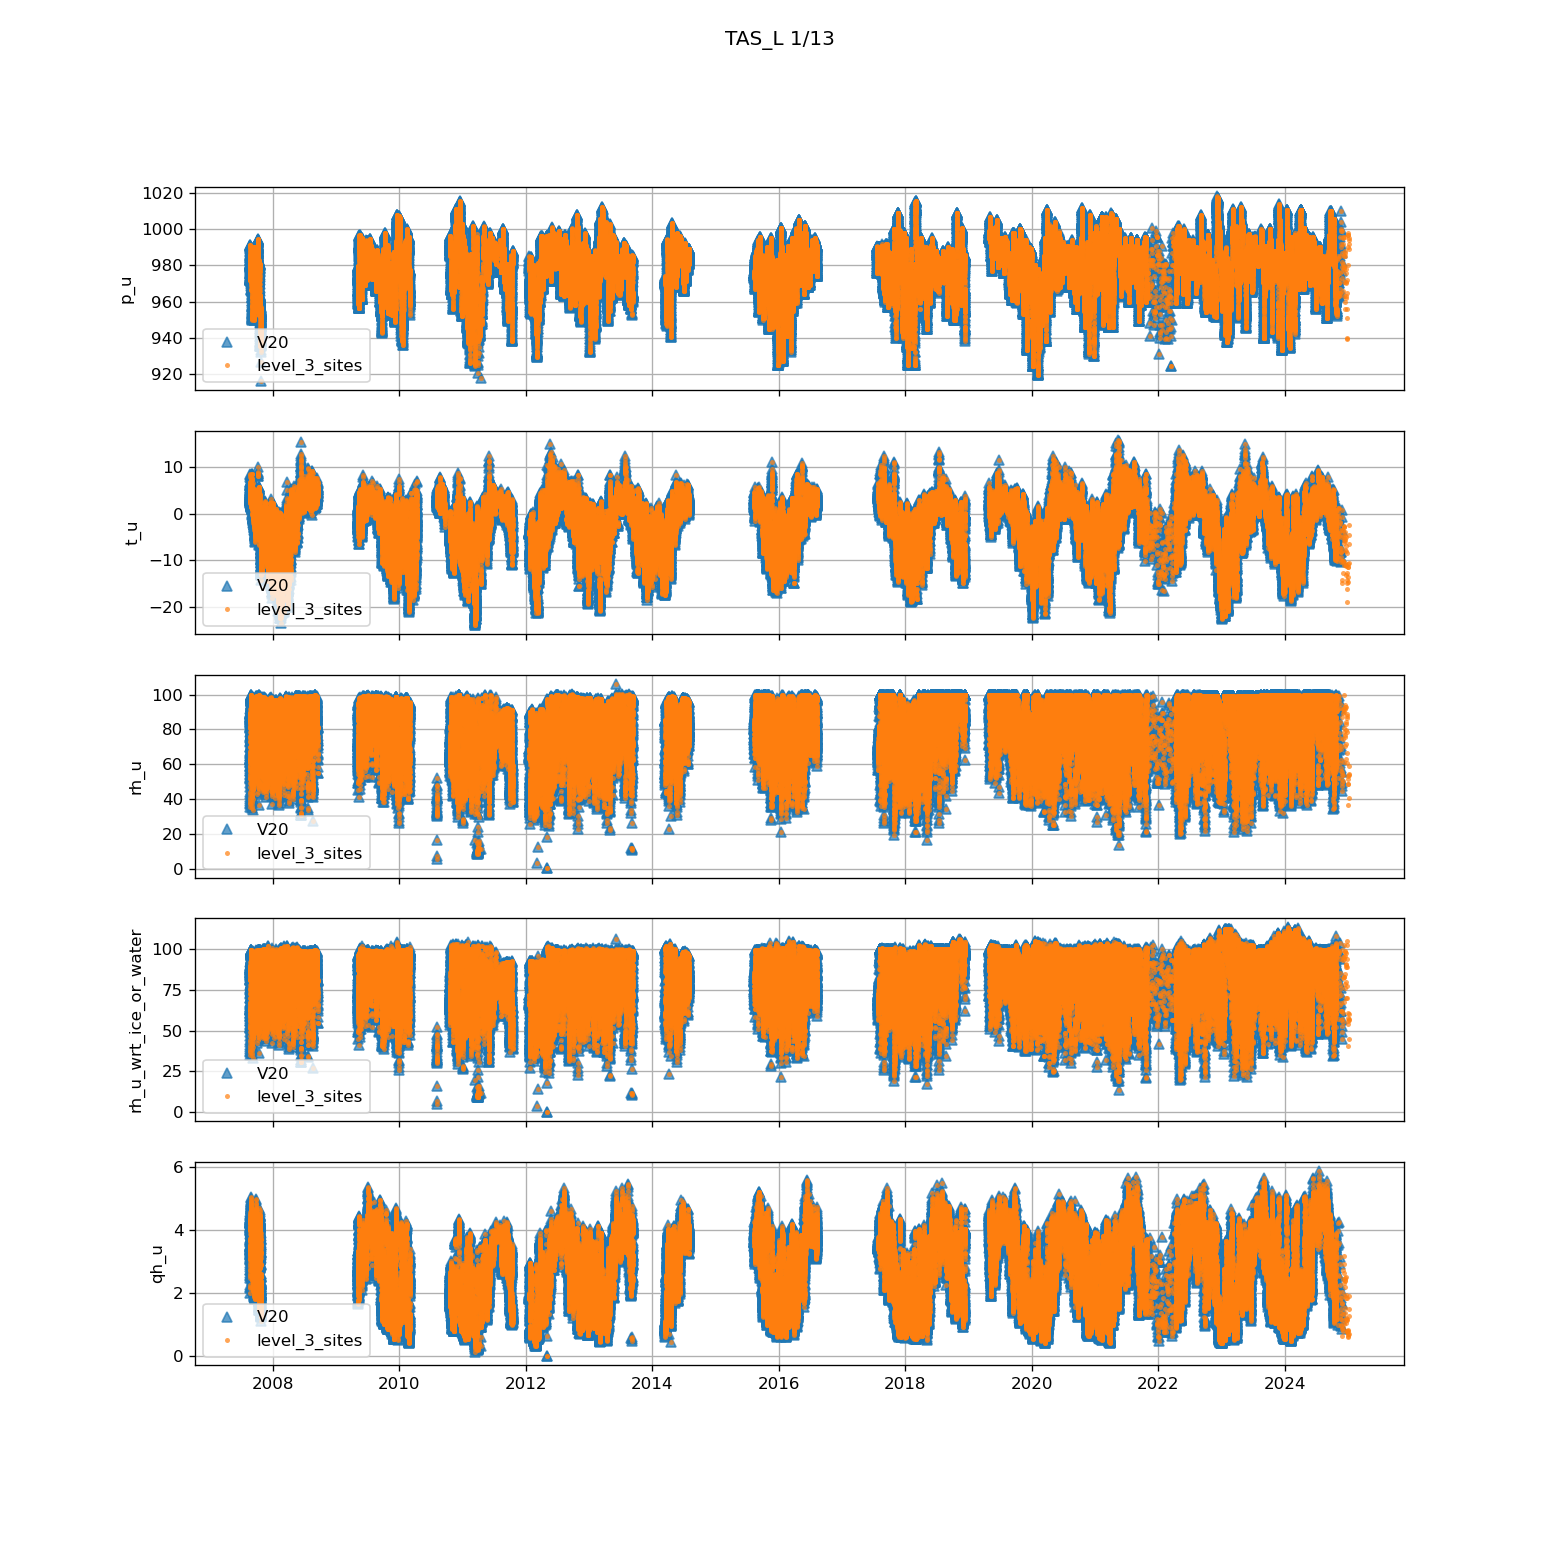 TAS_L 1/13
1020
1000
980
960
940
920
p_u
V20
level_3_sites
10
0
−10
−20
t_u
V20
level_3_sites
100
80
60
40
20
0
rh_u
V20
level_3_sites
100
75
50
25
0
rh_u_wrt_ice_or_water
V20
level_3_sites
6
4
2
0
qh_u
V20
level_3_sites
2008 2010 2012 2014 2016 2018 2020 2022 2024